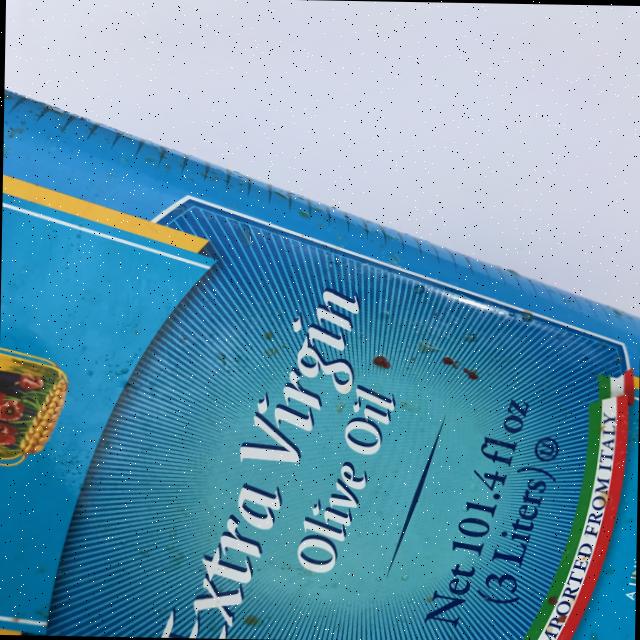 Extra Virgin
Olive Oil
Net 101.4 fl oz
(3 Liters)
IMPORTED FROM ITALY